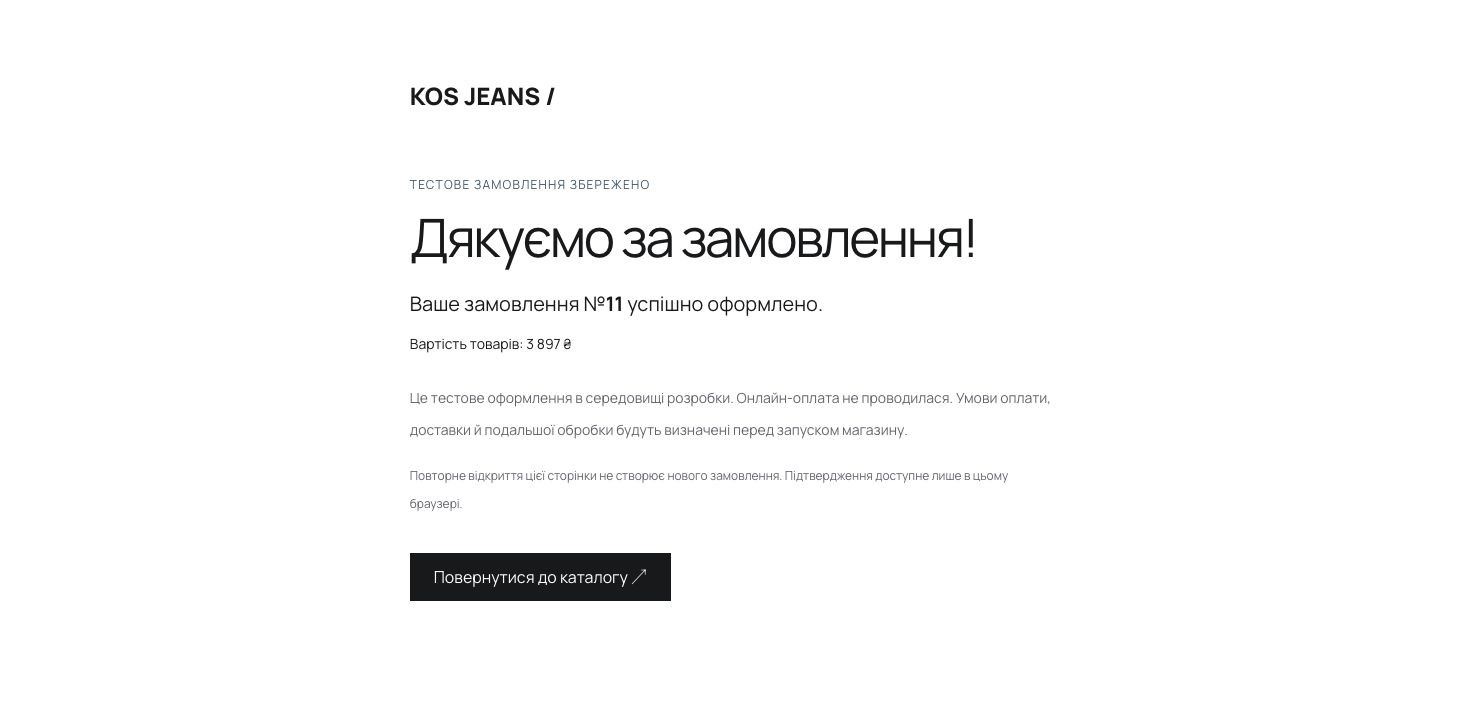 KOS JEANS /
ТЕСТОВЕ ЗАМОВЛЕННЯ ЗБЕРЕЖЕНО
Дякуємо за замовлення!
Ваше замовлення №11 успішно оформлено.
Вартість товарів: 3 897 ₴
Це тестове оформлення в середовищі розробки. Онлайн-оплата не проводилася. Умови оплати,
доставки й подальшої обробки будуть визначені перед запуском магазину.
Повторне відкриття цієї сторінки не створює нового замовлення. Підтвердження доступне лише в цьому
браузері.
Повернутися до каталогу ↗